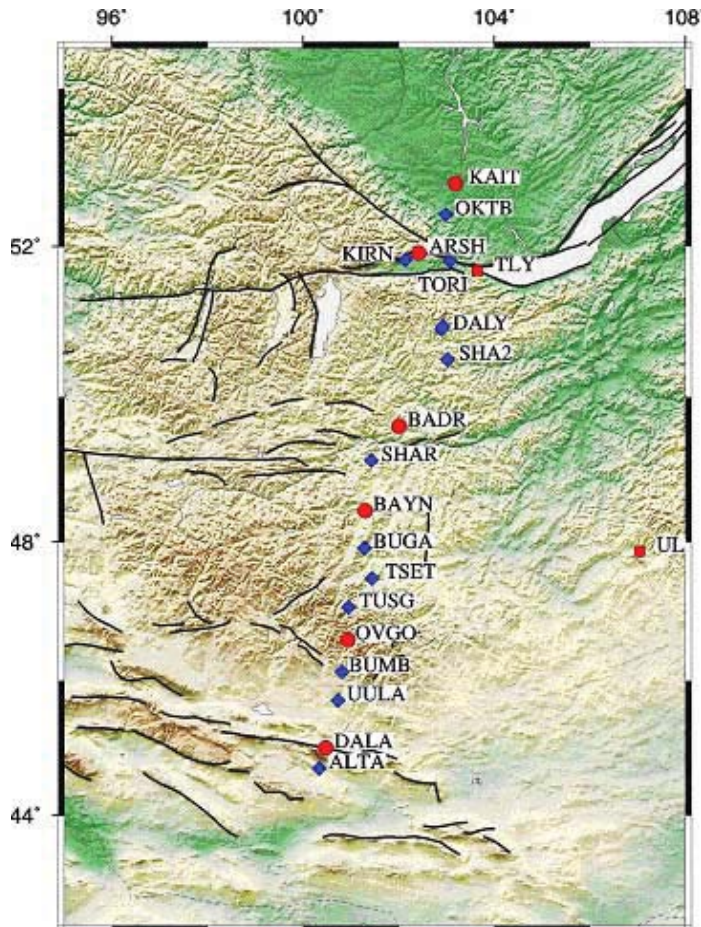 96° 100° 104° 108°
KAIT
OKTB
52°
KIRN ARSH
TLY
TORI
DALY
SHA2
BADR
SHAR
BAYN
48°
BUGA
UL
TSET
TUSG
OVGO
BUMB
UULA
DALA
ALTA
44°